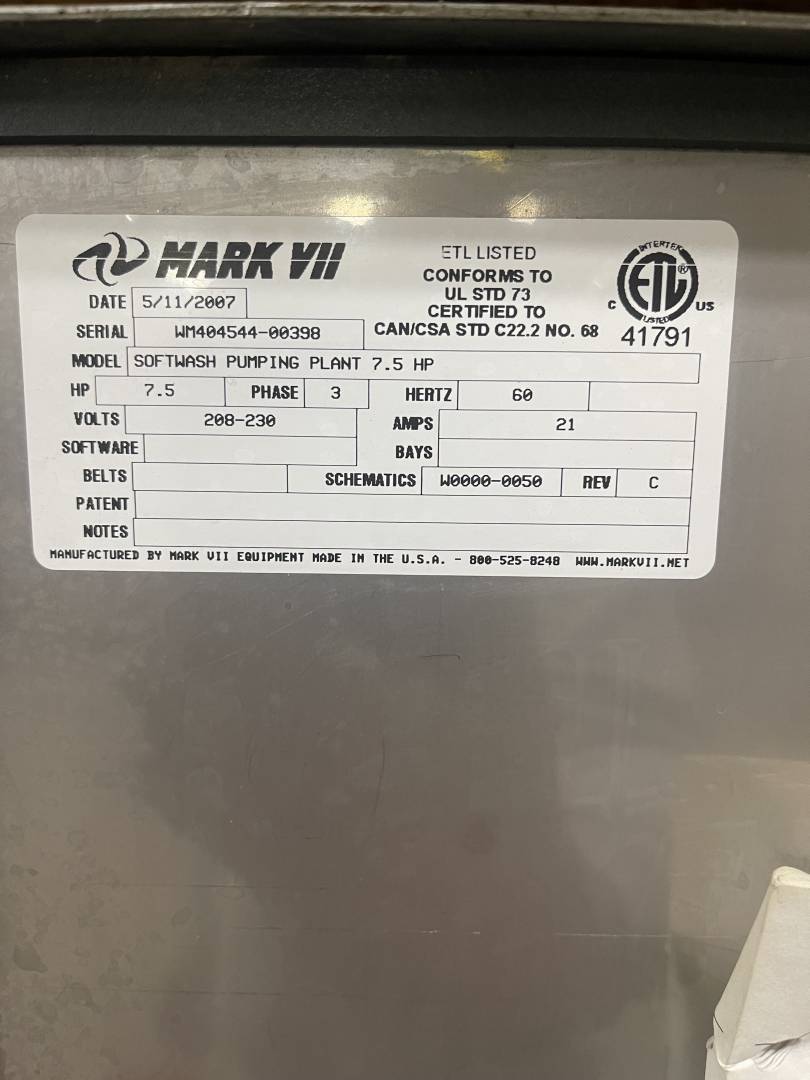 MARK VII
ETL LISTED
CONFORMS TO
UL STD 73
CERTIFIED TO
CAN/CSA STD C22.2 NO. 68
INTERTEK
ETL ®
LISTED
C US
41791
DATE 5/11/2007
SERIAL WM404544-00398
MODEL SOFTWASH PUMPING PLANT 7.5 HP
HP 7.5 PHASE 3 HERTZ 60
VOLTS 208-230 AMPS 21
SOFTWARE BAYS
BELTS SCHEMATICS W0000-0050 REV C
PATENT
NOTES
MANUFACTURED BY MARK VII EQUIPMENT MADE IN THE U.S.A. - 800-525-8248 WWW.MARKVII.NET